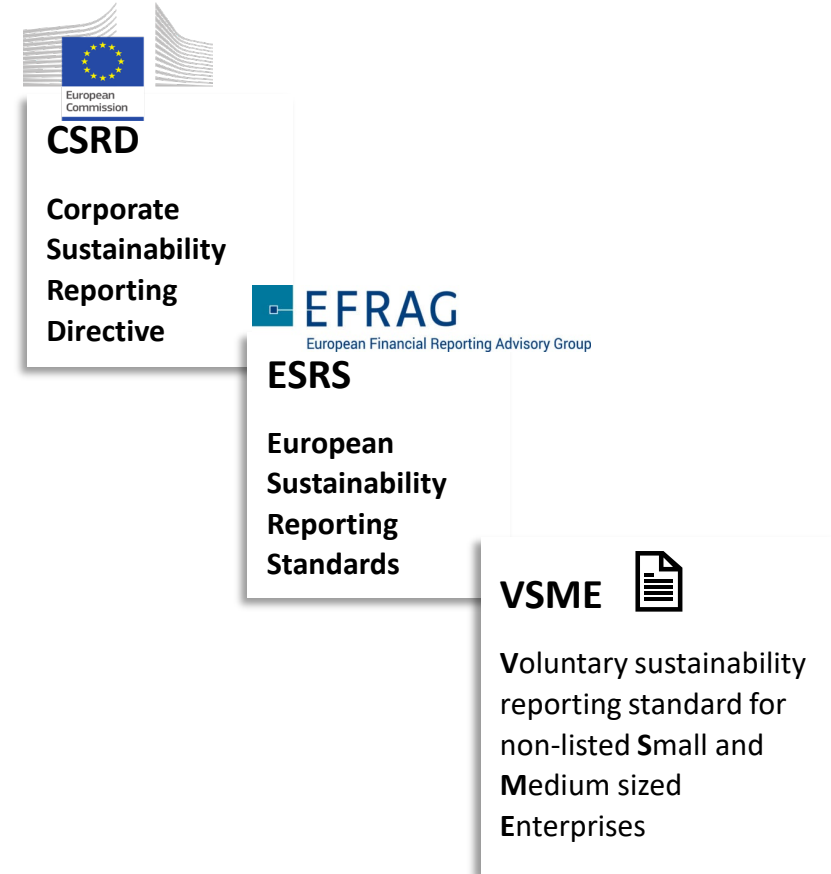 European
Commission
CSRD
Corporate
Sustainability
Reporting
Directive
EFRAG
European Financial Reporting Advisory Group
ESRS
European
Sustainability
Reporting
Standards
VSME
Voluntary sustainability
reporting standard for
non-listed Small and
Medium sized
Enterprises